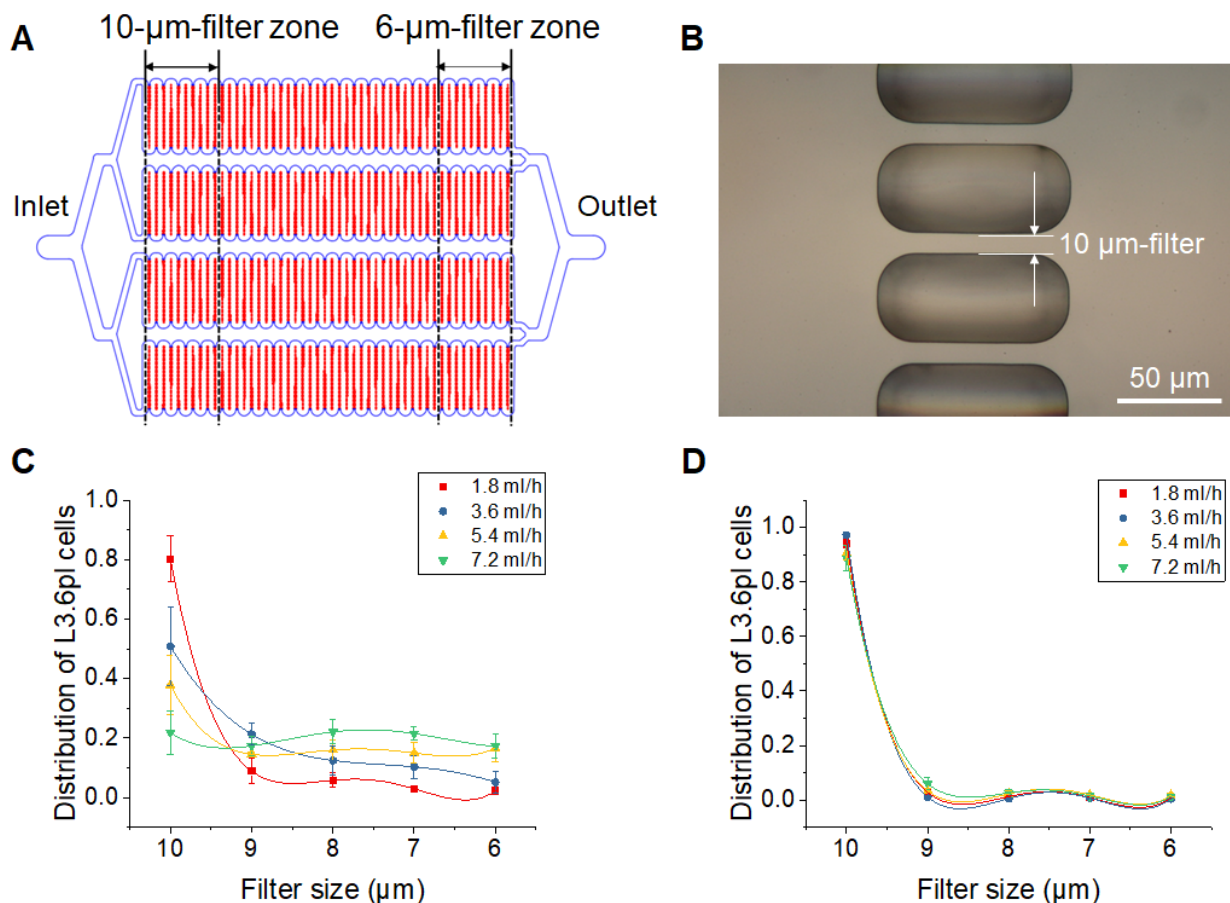 A
10-µm-filter zone
6-µm-filter zone
Inlet
Outlet
B
10 µm-filter
50 µm
C
1.8 ml/h
3.6 ml/h
5.4 ml/h
7.2 ml/h
Distribution of L3.6pl cells
1.0
0.8
0.6
0.4
0.2
0.0
10 9 8 7 6
Filter size (µm)
D
1.8 ml/h
3.6 ml/h
5.4 ml/h
7.2 ml/h
Distribution of L3.6pl cells
1.0
0.8
0.6
0.4
0.2
0.0
10 9 8 7 6
Filter size (µm)